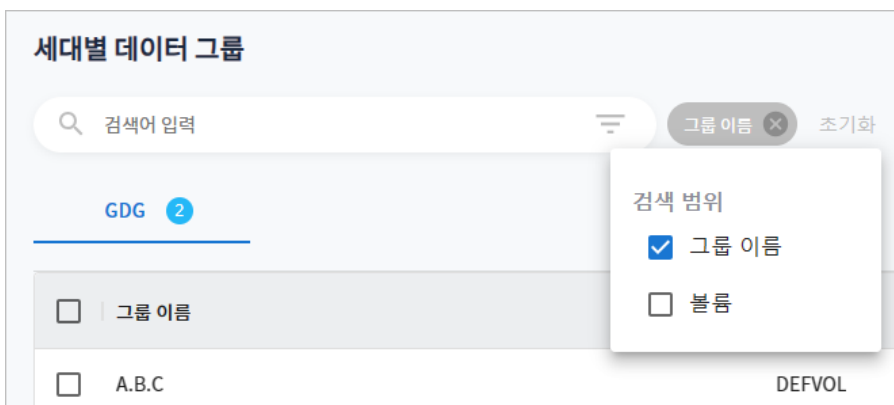 세대별 데이터 그룹
검색어 입력
그룹 이름
초기화
GDG 2
검색 범위
그룹 이름
볼륨
그룹 이름
A.B.C DEFVOL